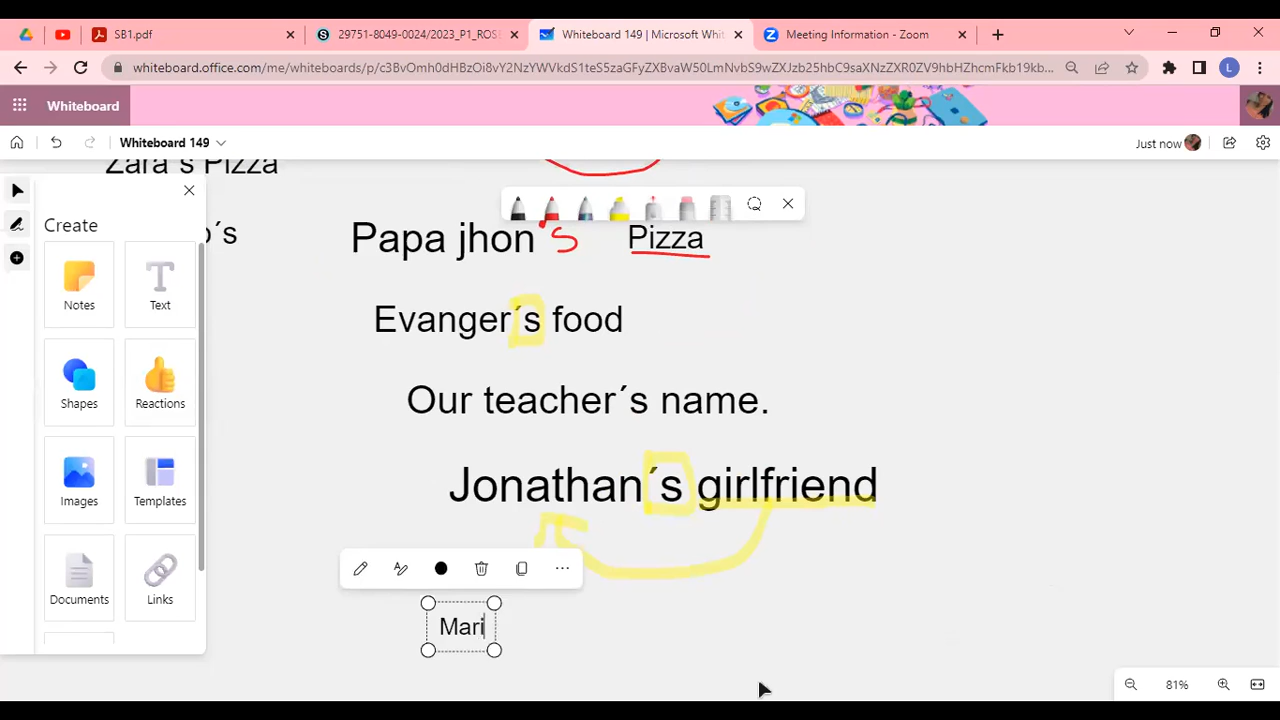 SB1.pdf
29751-8049-0024/2023_P1_ROS
Whiteboard 149 | Microsoft Whit
Meeting Information - Zoom
whiteboard.office.com/me/whiteboards/p/c3BvOmh0dHBzOi8vY2NzYWVkdS1teS5zaGFyZXBvaW50LmNvbS9wZXJzb25hbC9saXNzZXR0ZV9hbHZhcmFkb19kb...
L
Whiteboard
Whiteboard 149
Just now
Zara´s Pizza
Create
o´s
Papa jhon's Pizza
Notes
Text
Evanger´s food
Shapes
Reactions
Our teacher´s name.
Images
Templates
Jonathan´s girlfriend
Documents
Links
Mari
81%